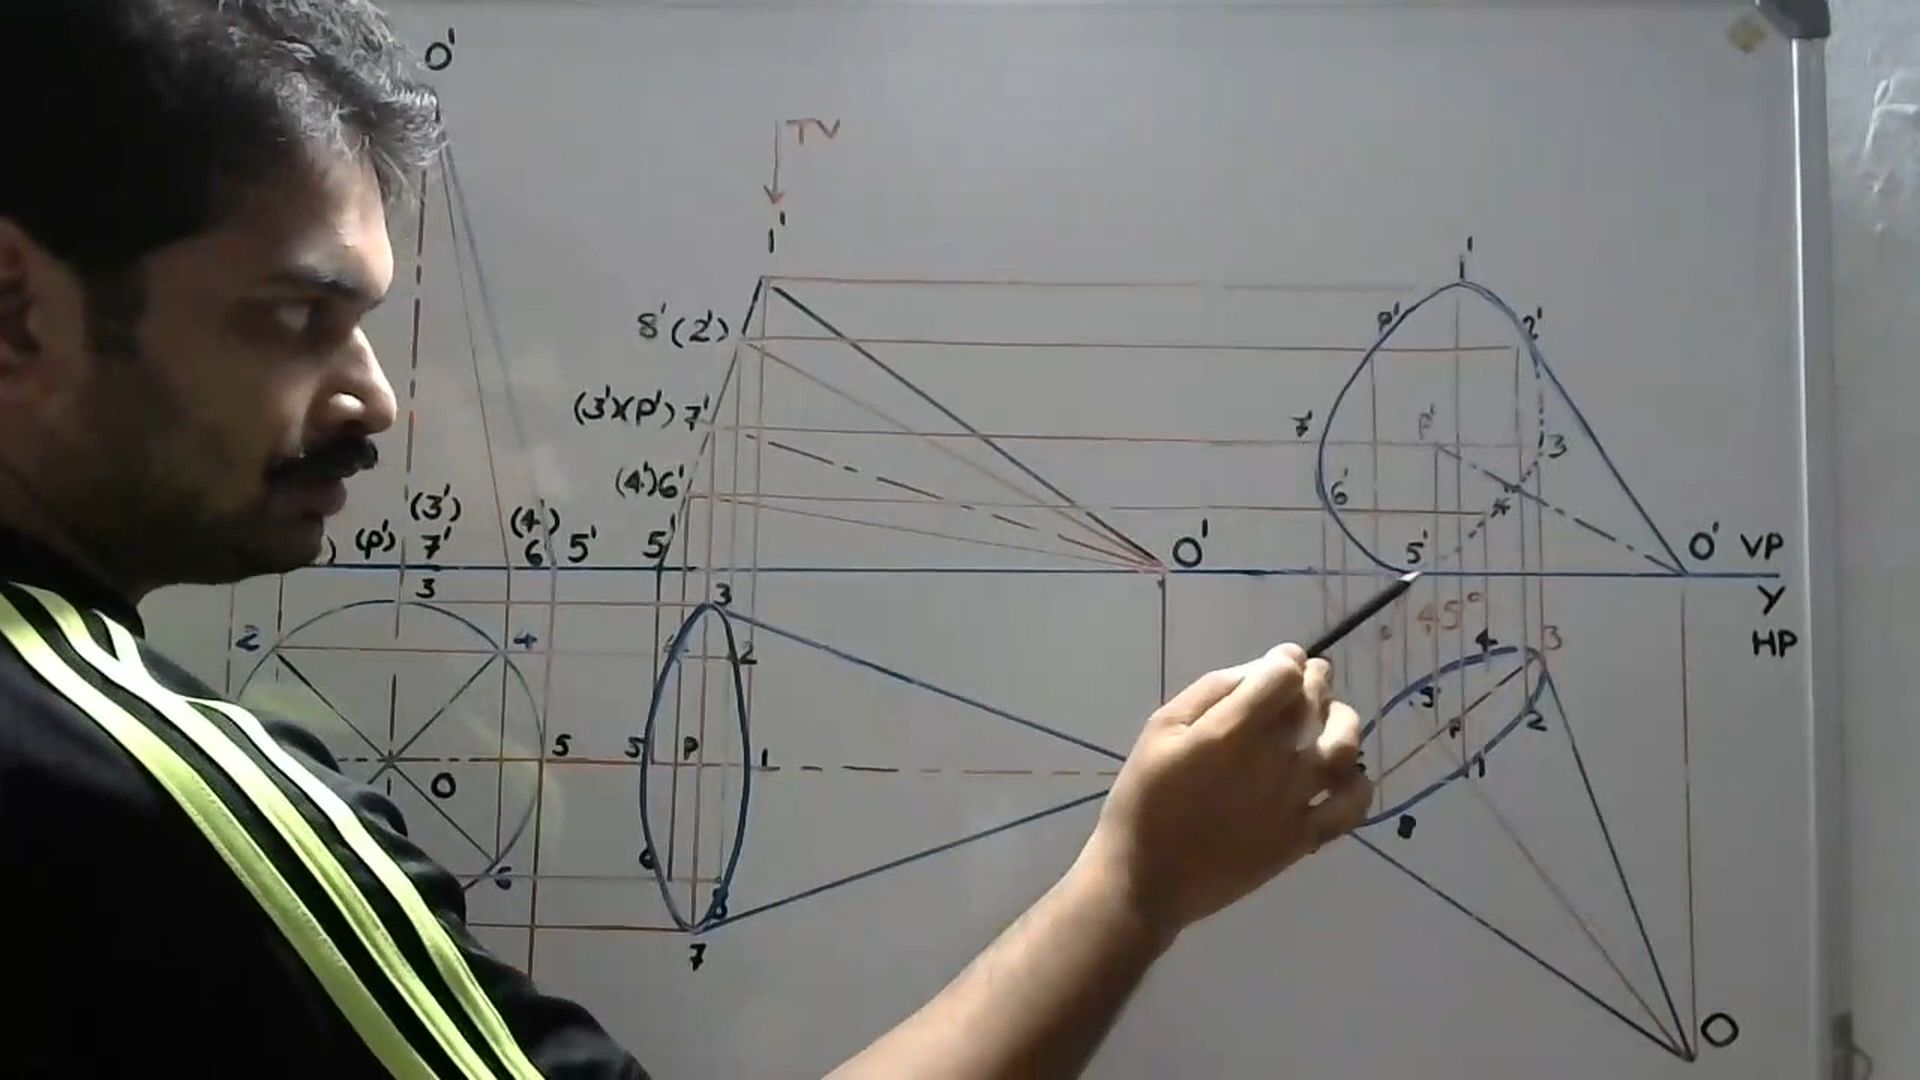 O'
TV
1'
1
8'(2')
2'
(3')(p') 7'
7'
p'
3
(4')6'
6'
(3')
(4')
(p') 7' 6 5' 5' O' 5' O' VP
3 3 45° Y
2 4 2 4 3 HP
5 5 P 1 5' P 2
O 1
6 6 8 8
7 O